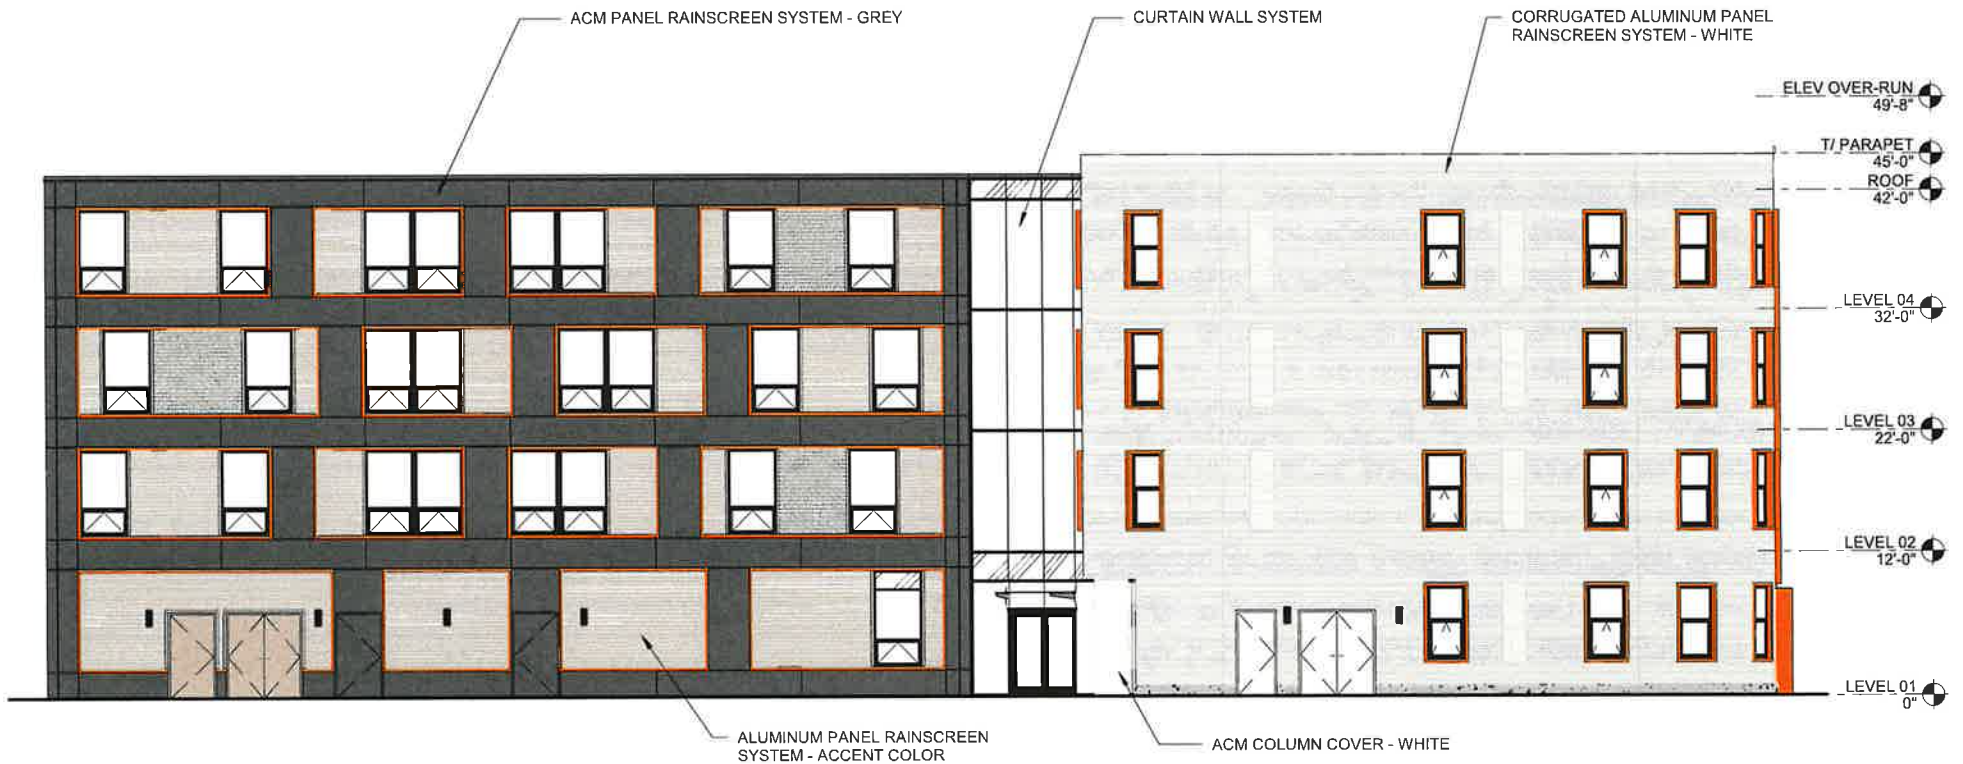 ACM PANEL RAINSCREEN SYSTEM - GREY
CURTAIN WALL SYSTEM
CORRUGATED ALUMINUM PANEL
RAINSCREEN SYSTEM - WHITE
ELEV OVER-RUN
49'-8"
T/ PARAPET
45'-0"
ROOF
42'-0"
LEVEL 04
32'-0"
LEVEL 03
22'-0"
LEVEL 02
12'-0"
LEVEL 01
0"
ALUMINUM PANEL RAINSCREEN
SYSTEM - ACCENT COLOR
ACM COLUMN COVER - WHITE